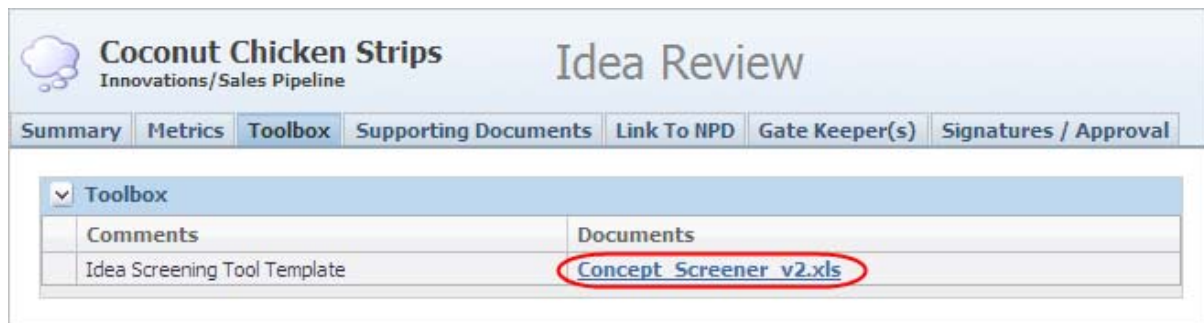 Coconut Chicken Strips
Innovations/Sales Pipeline
Idea Review
Summary Metrics Toolbox Supporting Documents Link To NPD Gate Keeper(s) Signatures / Approval
Toolbox
Comments Documents
Idea Screening Tool Template Concept_Screener_v2.xls